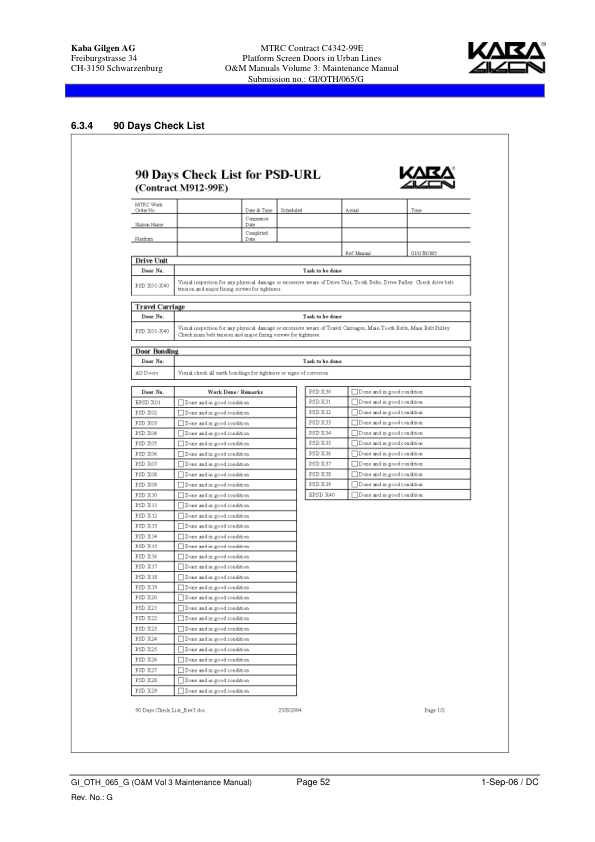 Kaba Gilgen AG
Freiburgstrasse 34
CH-3150 Schwarzenburg
MTRC Contract C4342-99E
Platform Screen Doors in Urban Lines
O&M Manuals Volume 3: Maintenance Manual
Submission no.: GI/OTH/065/G
KABA
GILGEN
6.3.4 90 Days Check List
90 Days Check List for PSD-URL
(Contract M912-99E)
KABA
GILGEN
MTRC Work
Order No.
Date & Time
Scheduled
Actual
Time
Station Name
Commence
Date
Platform
Completed
Date
Ref. Manual
GI/OTH/065
Drive Unit
Door No.
Task to be done
PSD X01-X40
Visual inspection for any physical damage or excessive wears of Drive Unit, Tooth Belts, Drive Pulley. Check drive belt
tension and major fixing screws for tightness.
Travel Carriage
Door No.
Task to be done
PSD X01-X40
Visual inspection for any physical damage or excessive wears of Travel Carriages, Main Tooth Belts, Main Belt Pulley.
Check main belt tension and major fixing screws for tightness.
Door Bonding
Door No.
Task to be done
All Doors
Visual check all earth bondings for tightness or signs of corrosion
Door No. Work Done / Remarks
EPSD X01 Done and in good condition
PSD X02 Done and in good condition
PSD X03 Done and in good condition
PSD X04 Done and in good condition
PSD X05 Done and in good condition
PSD X06 Done and in good condition
PSD X07 Done and in good condition
PSD X08 Done and in good condition
PSD X09 Done and in good condition
PSD X10 Done and in good condition
PSD X11 Done and in good condition
PSD X12 Done and in good condition
PSD X13 Done and in good condition
PSD X14 Done and in good condition
PSD X15 Done and in good condition
PSD X16 Done and in good condition
PSD X17 Done and in good condition
PSD X18 Done and in good condition
PSD X19 Done and in good condition
PSD X20 Done and in good condition
PSD X21 Done and in good condition
PSD X22 Done and in good condition
PSD X23 Done and in good condition
PSD X24 Done and in good condition
PSD X25 Done and in good condition
PSD X26 Done and in good condition
PSD X27 Done and in good condition
PSD X28 Done and in good condition
PSD X29 Done and in good condition
PSD X30 Done and in good condition
PSD X31 Done and in good condition
PSD X32 Done and in good condition
PSD X33 Done and in good condition
PSD X34 Done and in good condition
PSD X35 Done and in good condition
PSD X36 Done and in good condition
PSD X37 Done and in good condition
PSD X38 Done and in good condition
PSD X39 Done and in good condition
EPSD X40 Done and in good condition
90 Days Check List_Rev3.doc 25/8/2004 Page 1/2
GI_OTH_065_G (O&M Vol 3 Maintenance Manual) Page 52 1-Sep-06 / DC
Rev. No.: G